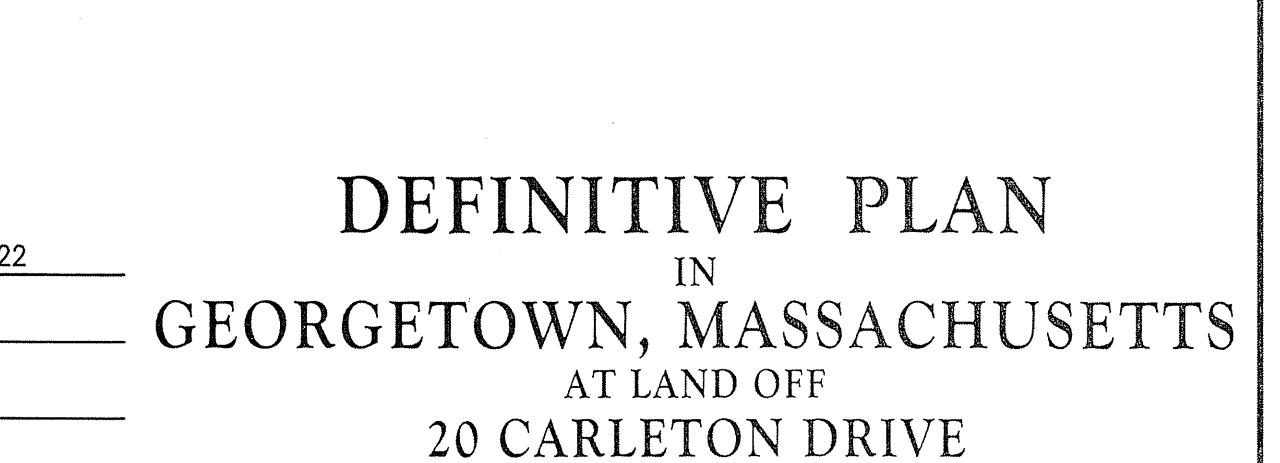 DEFINITIVE PLAN
IN
22
GEORGETOWN, MASSACHUSETTS
AT LAND OFF
20 CARLETON DRIVE